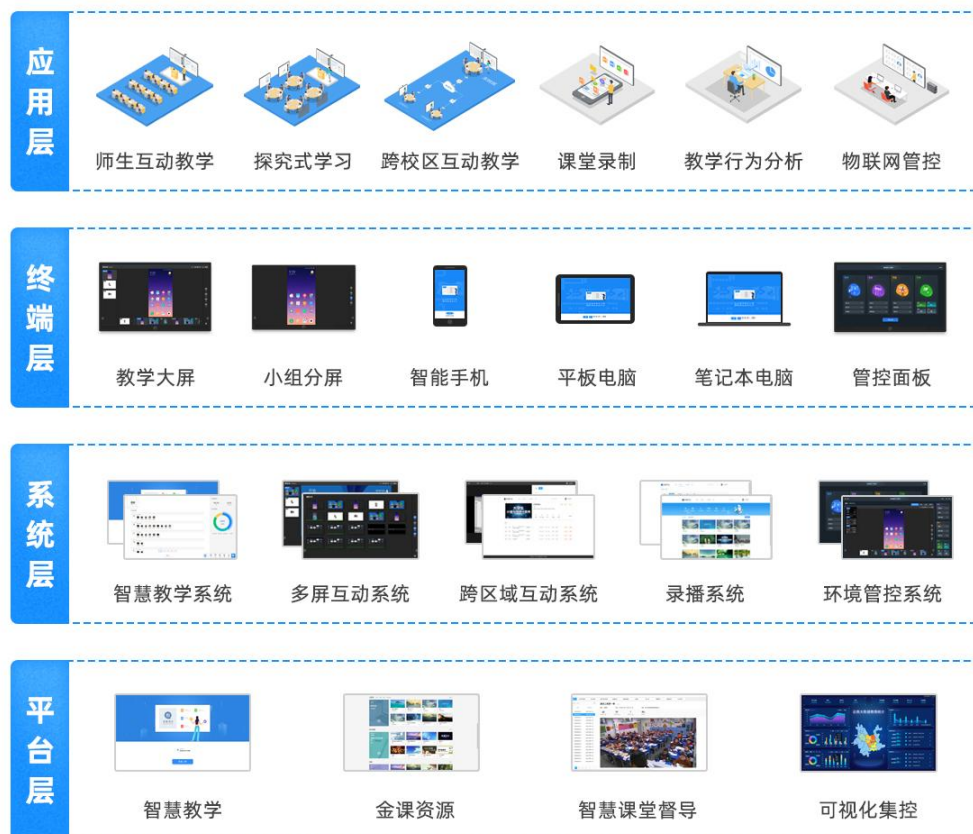 应用层
师生互动教学 探究式学习 跨校区互动教学 课堂录制 教学行为分析 物联网管控
终端层
教学大屏 小组分屏 智能手机 平板电脑 笔记本电脑 管控面板
系统层
智慧教学系统 多屏互动系统 跨区域互动系统 录播系统 环境管控系统
平台层
智慧教学 金课资源 智慧课堂督导 可视化集控